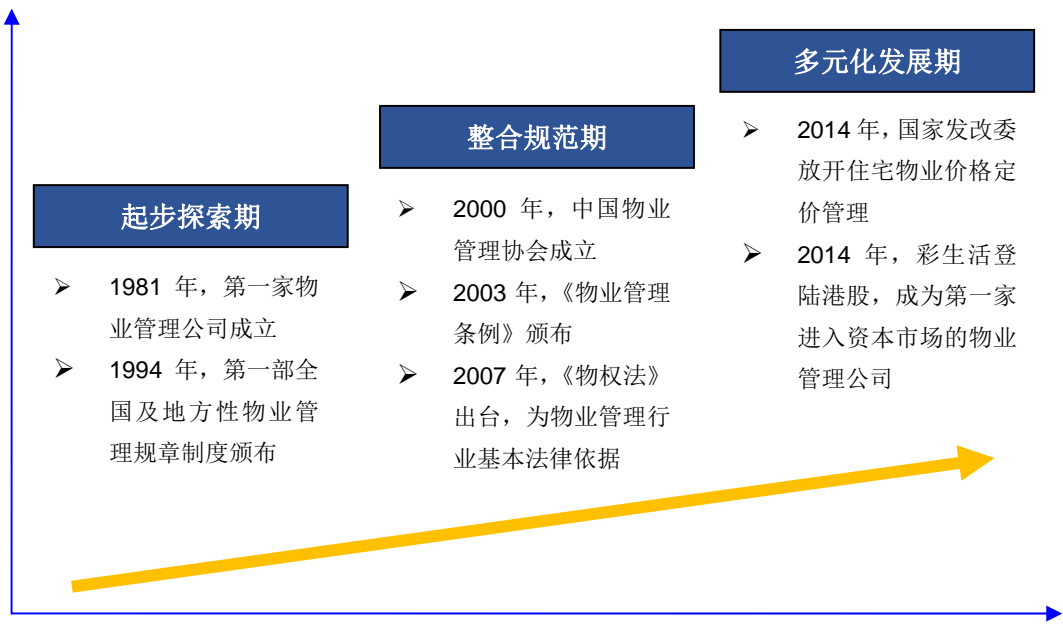 起步探索期
➢ 1981 年，第一家物
业管理公司成立
➢ 1994 年，第一部全
国及地方性物业管
理规章制度颁布
整合规范期
➢ 2000 年，中国物业
管理协会成立
➢ 2003 年，《物业管理
条例》颁布
➢ 2007 年，《物权法》
出台，为物业管理行
业基本法律依据
多元化发展期
➢ 2014 年，国家发改委
放开住宅物业价格定
价管理
➢ 2014 年，彩生活登
陆港股，成为第一家
进入资本市场的物业
管理公司